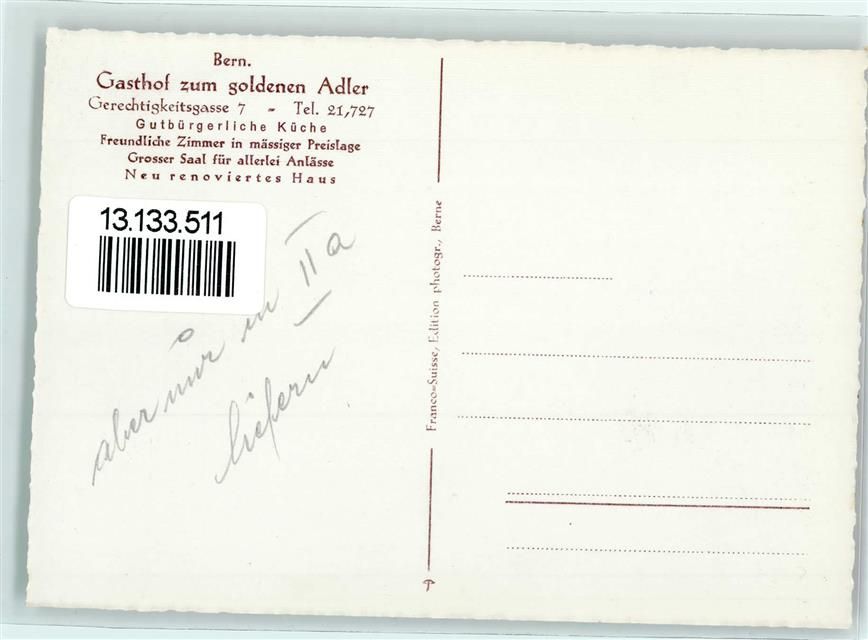 Bern.
Gasthof zum goldenen Adler
Gerechtigkeitsgasse 7 - Tel. 21,727
Gutbürgerliche Küche
Freundliche Zimmer in mässiger Preislage
Grosser Saal für allerlei Anlässe
Neu renoviertes Haus
13.133.511
aber nur in IIa
liefern
Franco=Suisse, Edition photogr., Berne